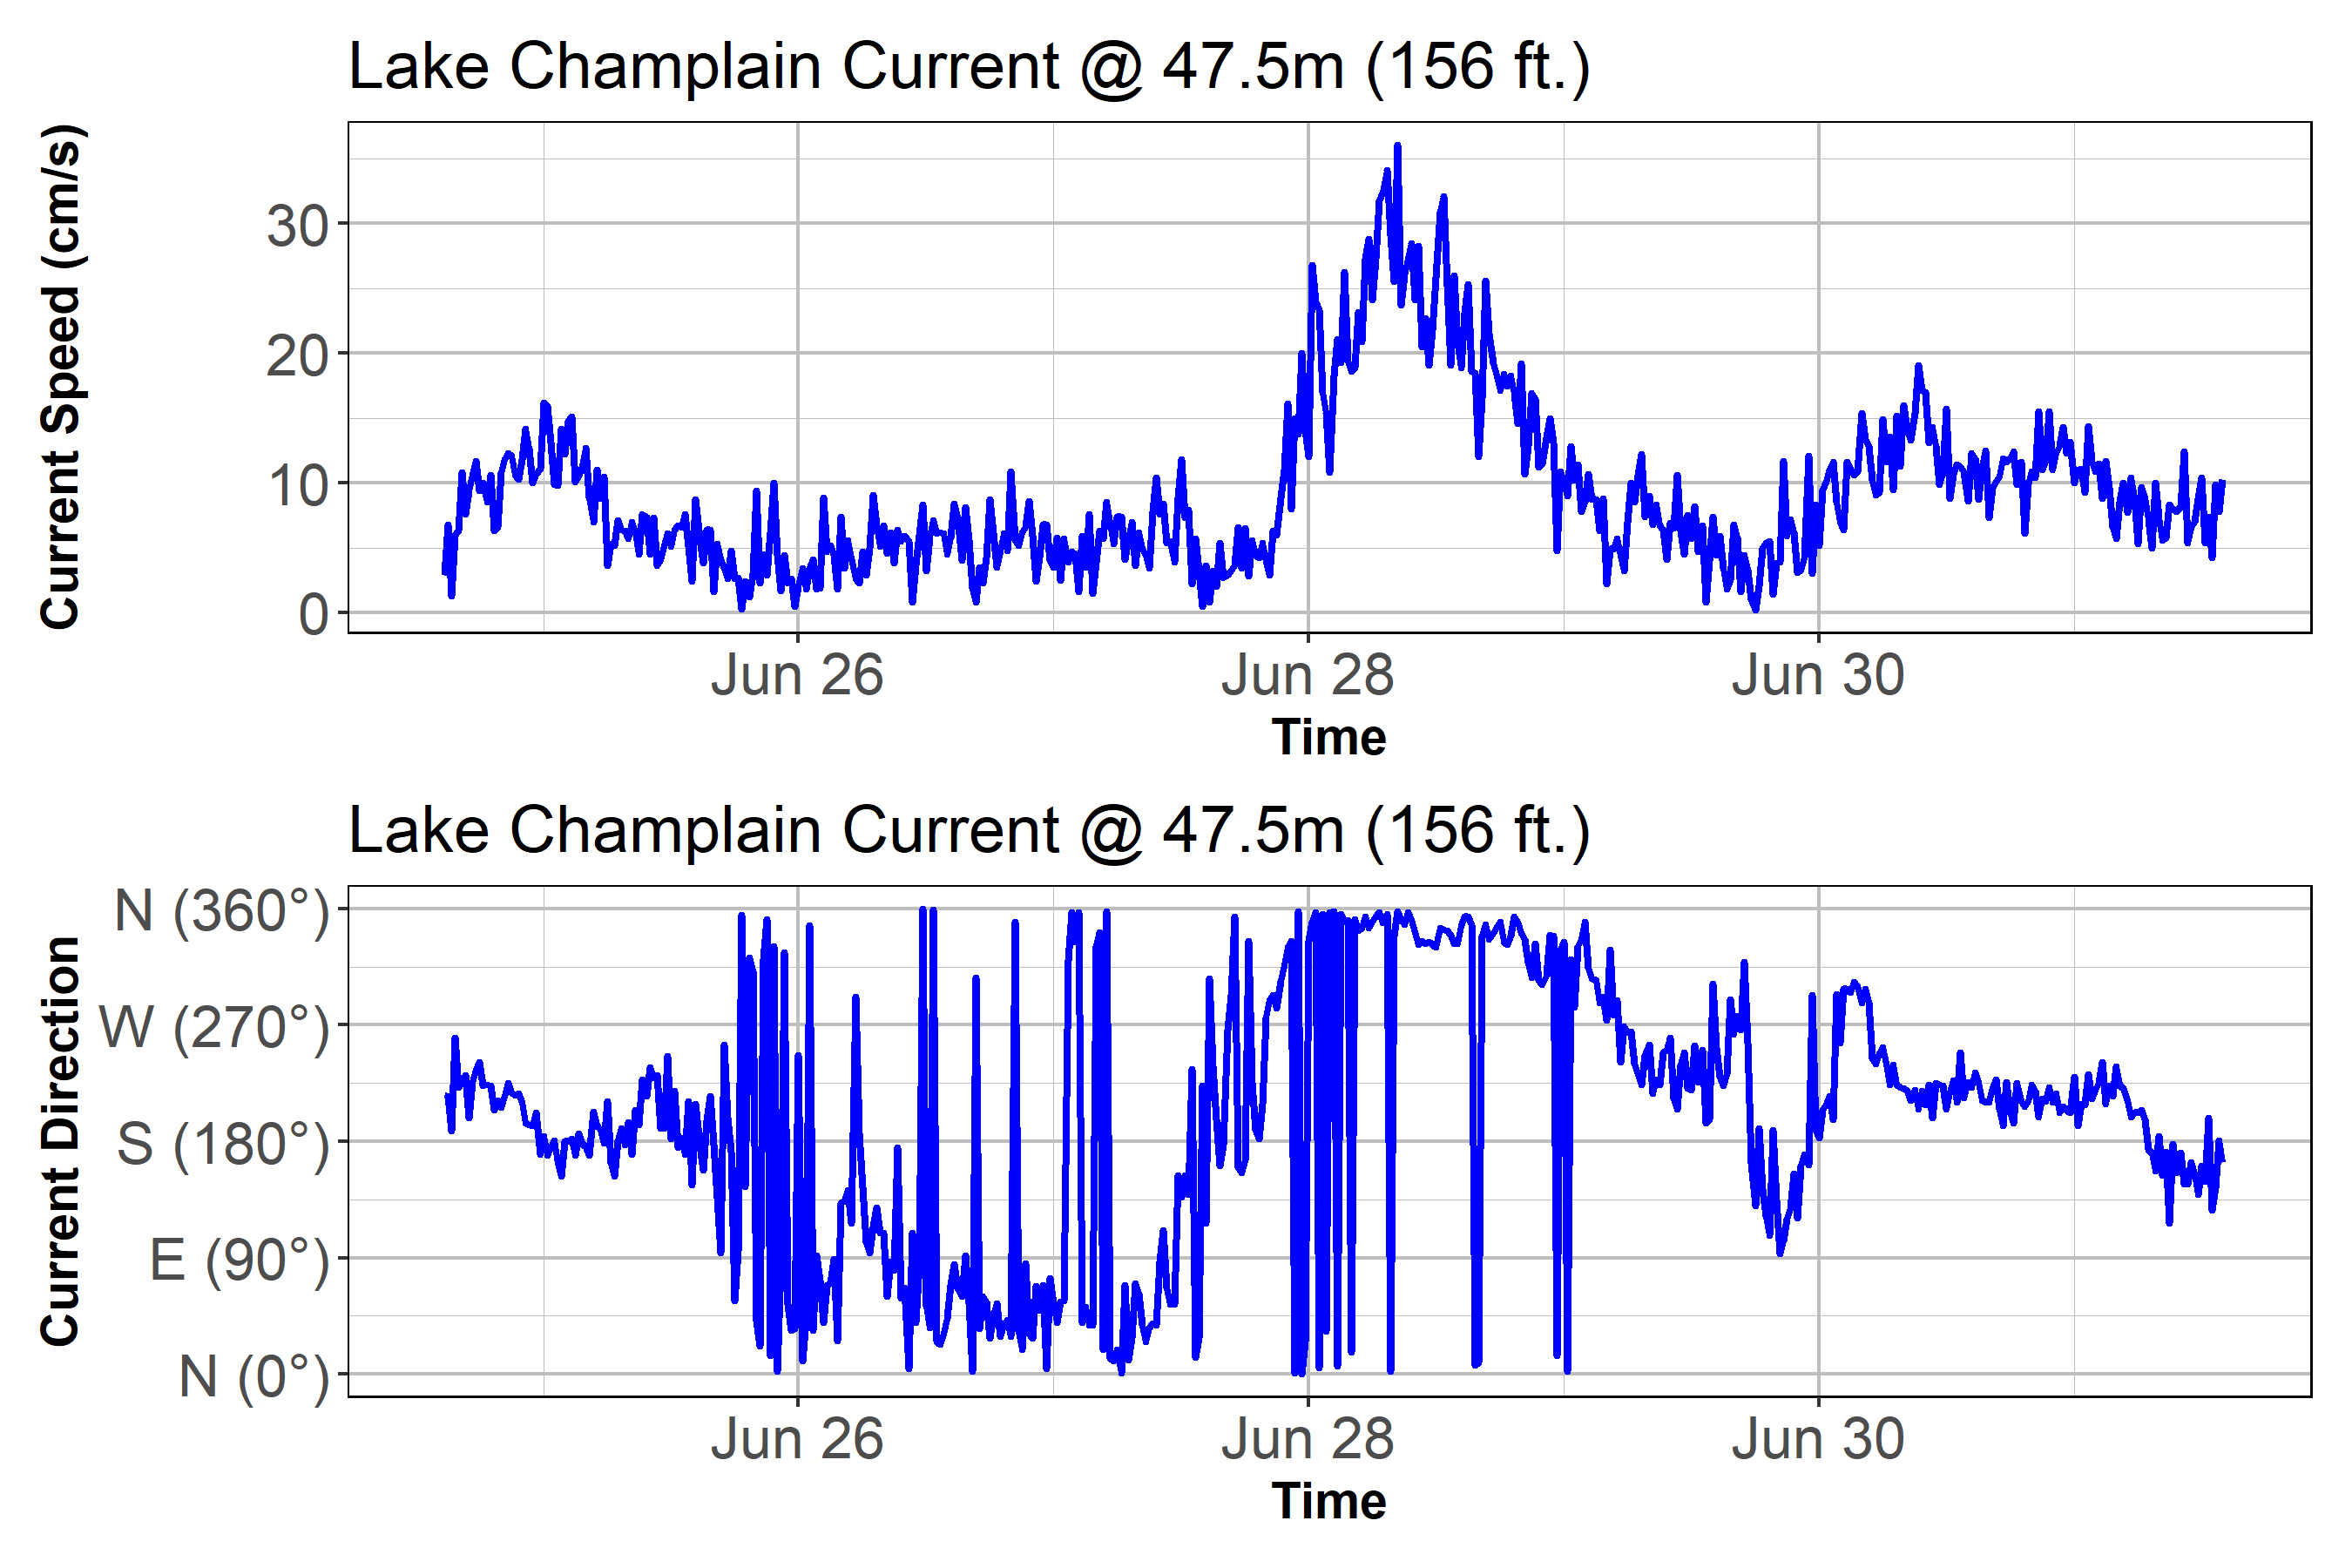 Lake Champlain Current @ 47.5m (156 ft.)
Current Speed (cm/s)
30
20
10
0
Jun 26
Jun 28
Jun 30
Time
Lake Champlain Current @ 47.5m (156 ft.)
Current Direction
N (360°)
W (270°)
S (180°)
E (90°)
N (0°)
Jun 26
Jun 28
Jun 30
Time